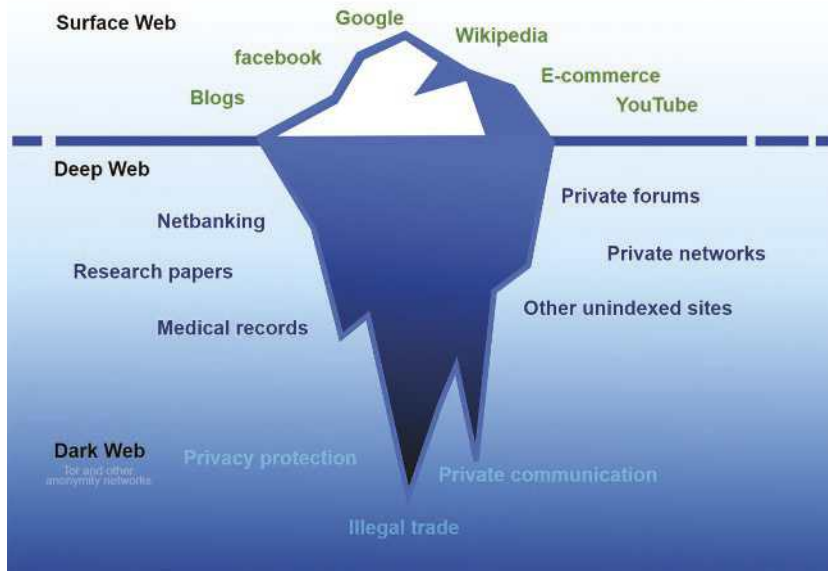 Surface Web
Google
Wikipedia
facebook
E-commerce
Blogs
YouTube
Deep Web
Private forums
Netbanking
Private networks
Research papers
Other unindexed sites
Medical records
Dark Web
Tor and other
anonymity networks
Privacy protection
Private communication
Illegal trade